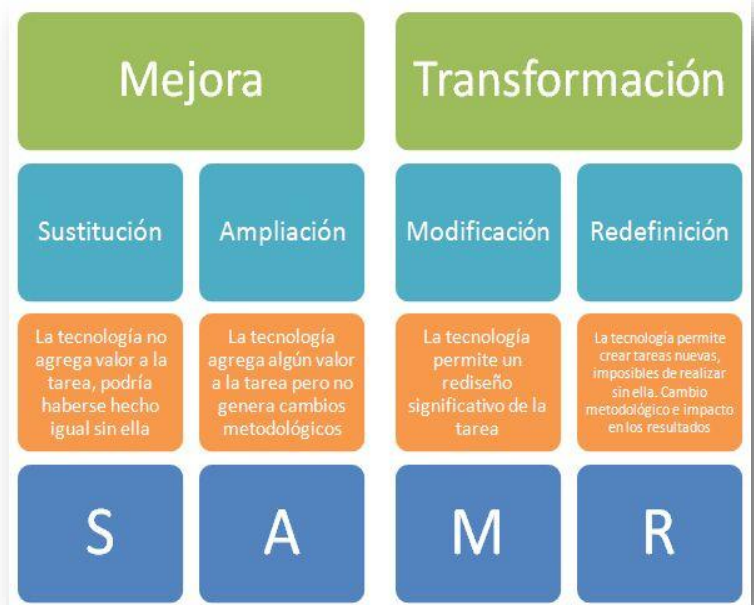 Mejora
Transformación
Sustitución
Ampliación
Modificación
Redefinición
La tecnología no
agrega valor a la
tarea, podría
haberse hecho
igual sin ella
La tecnología
agrega algún valor
a la tarea pero no
genera cambios
metodológicos
La tecnología
permite un
rediseño
significativo de la
tarea
La tecnología permite
crear tareas nuevas,
imposibles de realizar
sin ella. Cambio
metodológico e impacto
en los resultados
S
A
M
R